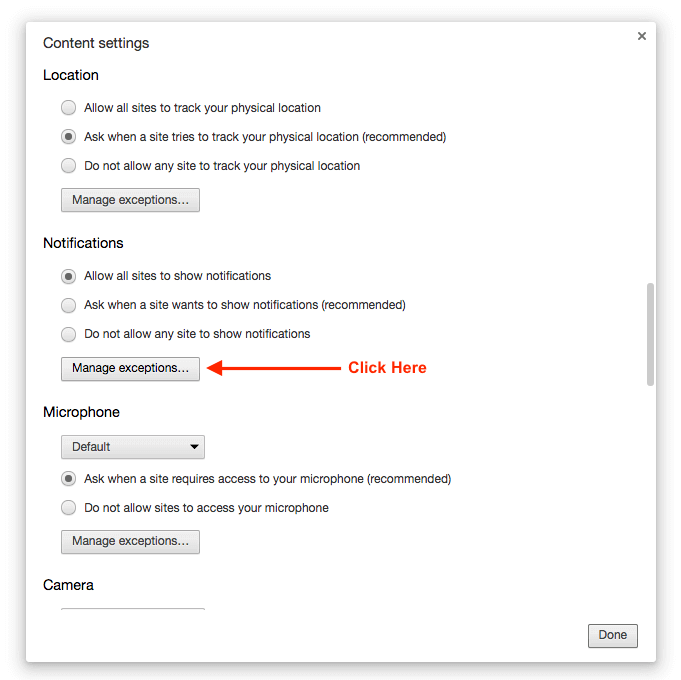 Content settings
×
Location
Allow all sites to track your physical location
Ask when a site tries to track your physical location (recommended)
Do not allow any site to track your physical location
Manage exceptions...
Notifications
Allow all sites to show notifications
Ask when a site wants to show notifications (recommended)
Do not allow any site to show notifications
Manage exceptions...
Click Here
Microphone
Default
Ask when a site requires access to your microphone (recommended)
Do not allow sites to access your microphone
Manage exceptions...
Camera
Done